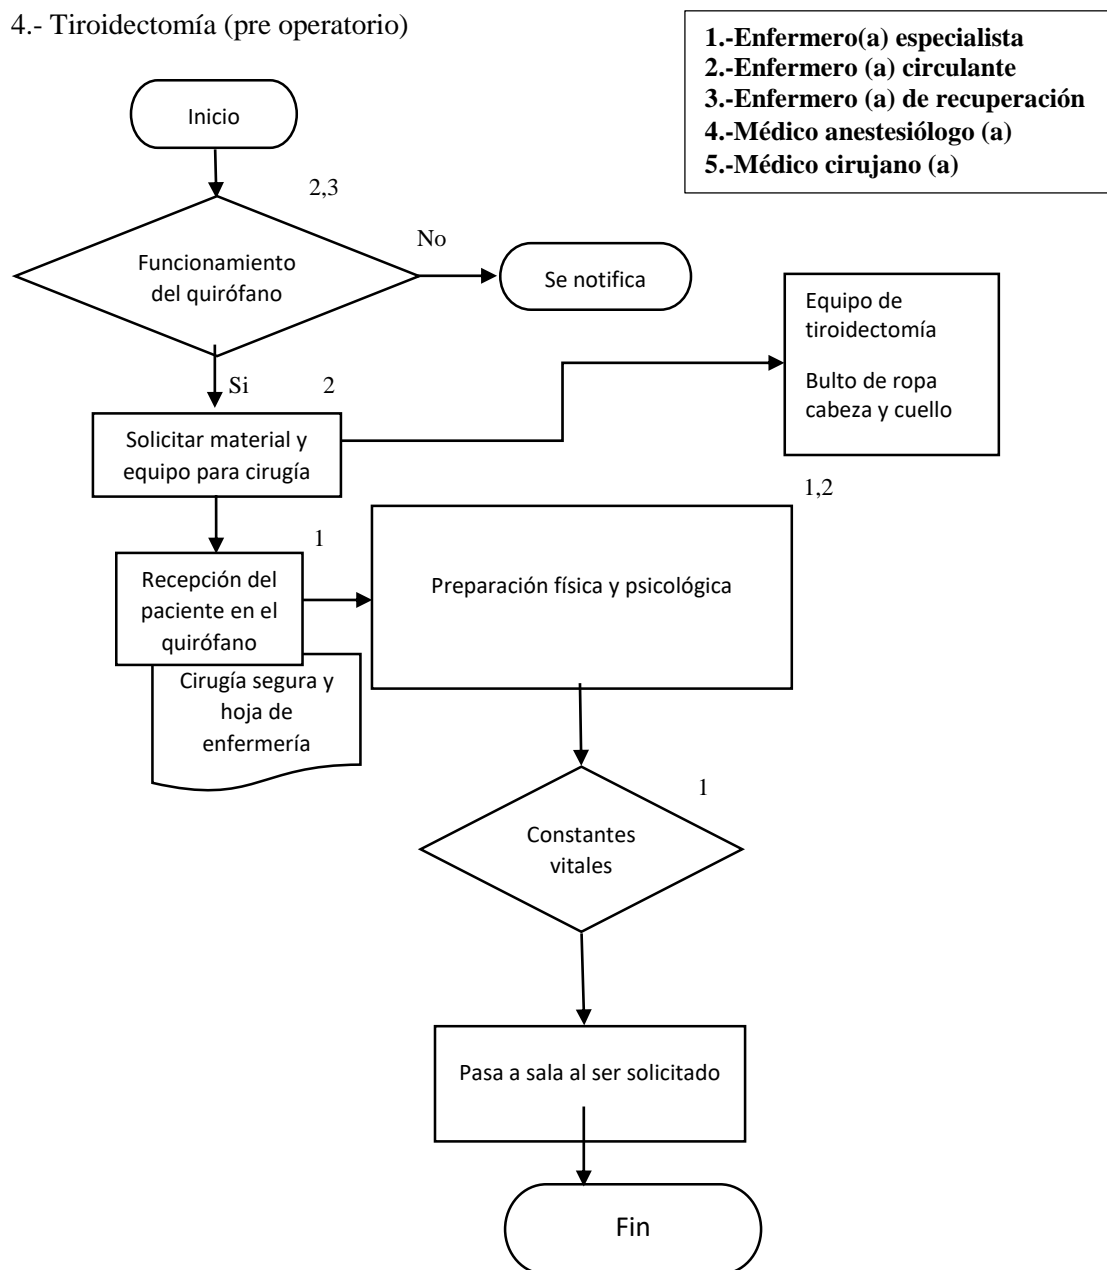 4.- Tiroidectomía (pre operatorio)
1.-Enfermero(a) especialista
2.-Enfermero (a) circulante
3.-Enfermero (a) de recuperación
4.-Médico anestesiólogo (a)
5.-Médico cirujano (a)
Inicio
2,3
Funcionamiento
del quirófano
No
Se notifica
Si
2
Solicitar material y
equipo para cirugía
Equipo de
tiroidectomía
Bulto de ropa
cabeza y cuello
1
Recepción del
paciente en el
quirófano
Cirugía segura y
hoja de
enfermería
1,2
Preparación física y psicológica
1
Constantes
vitales
Pasa a sala al ser solicitado
Fin